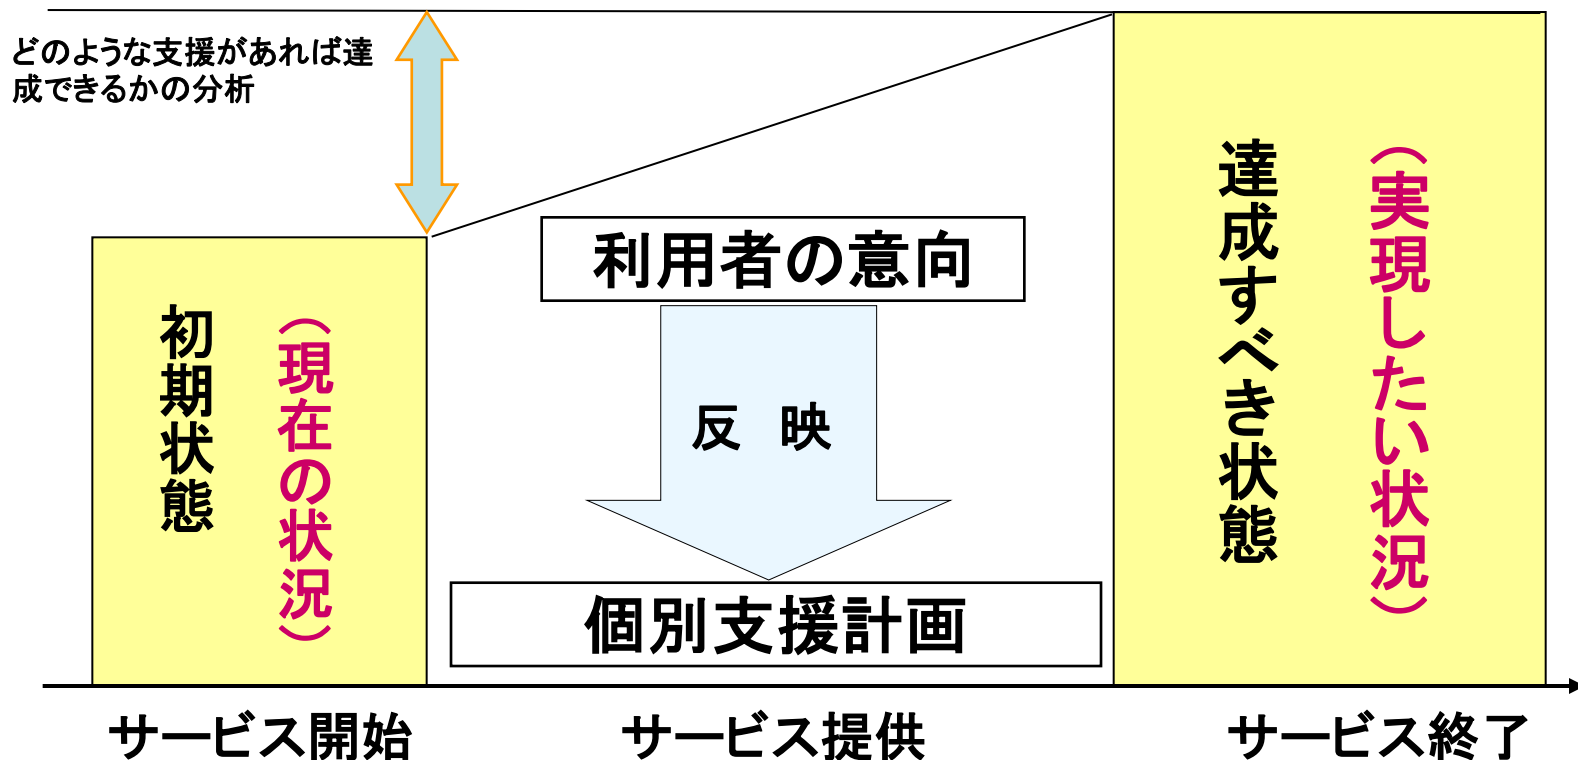 どのような支援があれば達
成できるかの分析
初期状態
（現在の状況）
利用者の意向
反　映
個別支援計画
達成すべき状態
（実現したい状況）
サービス開始
サービス提供
サービス終了